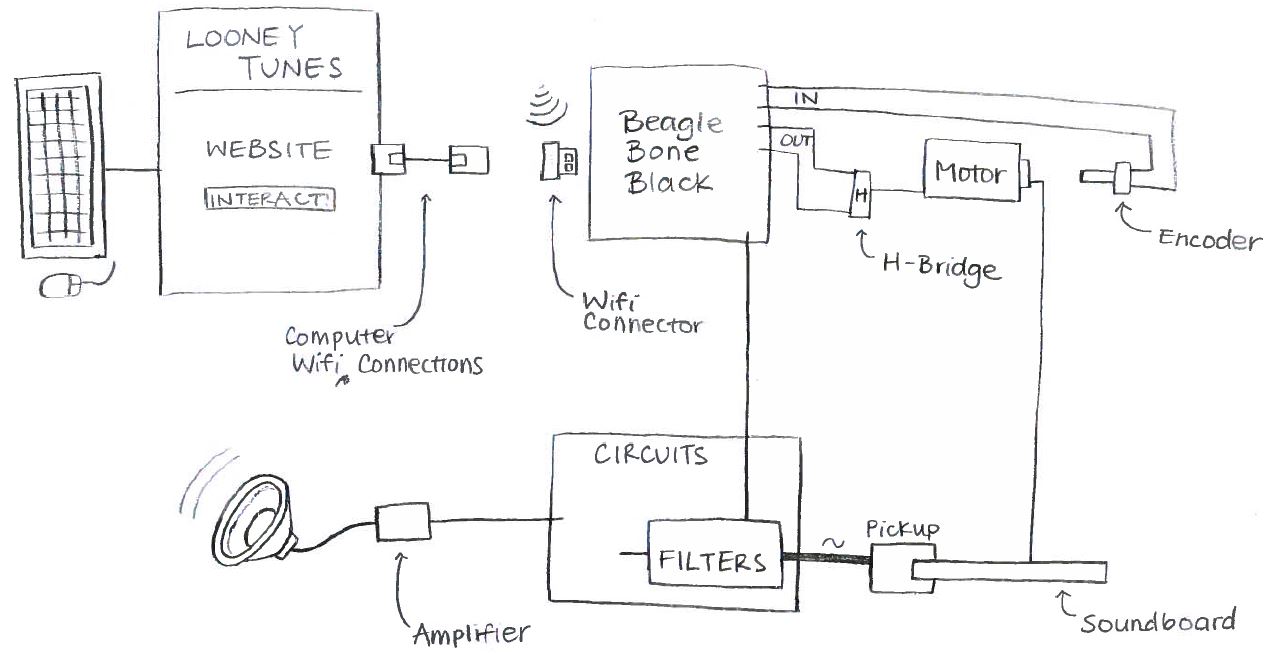 LOONEY
TUNES
WEBSITE
INTERACT!
Computer
Wifi Connections
Wifi
Connector
Beagle
Bone
Black
IN
OUT
H
H-Bridge
Motor
Encoder
CIRCUITS
FILTERS
~
Pickup
Soundboard
Amplifier